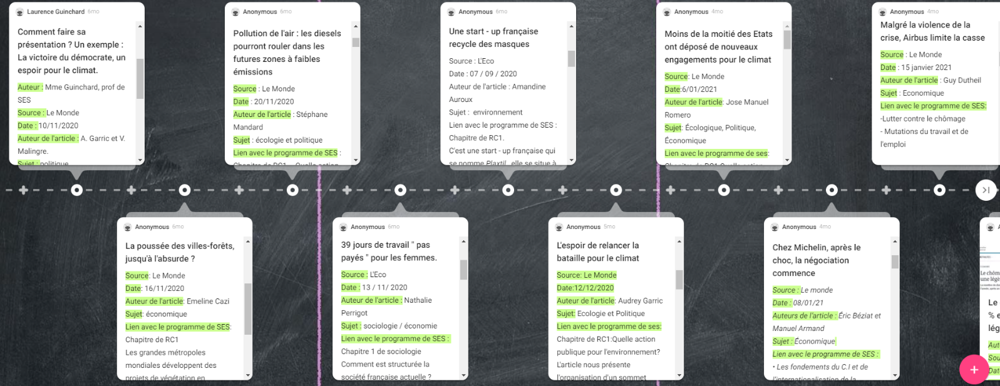 Laurence Guinchard 6mo
Comment faire sa
présentation ? Un exemple :
La victoire du démocrate, un
espoir pour le climat.
Auteur : Mme Guinchard, prof de
SES
Source : Le Monde
Date : 10/11/2020
Auteur de l'article : A. Garric et V.
Malingre.
Sujet : politique
Anonymous 6mo
Pollution de l'air : les diesels
pourront rouler dans les
futures zones à faibles
émissions
Source : Le Monde
Date : 20/11/2020
Auteur de l'article : Stéphane
Mandard
Sujet : écologie et politique
Lien avec le programme de SES :
Chapitre de RC1 Quelle action
Anonymous 6mo
Une start - up française
recycle des masques
Source : L'Eco
Date : 07 / 09 / 2020
Auteur de l'article : Amandine
Auroux
Sujet : environnement
Lien avec le programme de SES :
Chapitre de RC1.
C'est une start - up française qui
se nomme Plaxtil elle se situe à
Anonymous 4mo
Moins de la moitié des Etats
ont déposé de nouveaux
engagements pour le climat
Source: Le Monde
Date:6/01/2021
Auteur de l'article: Jose Manuel
Romero
Sujet: Écologique, Politique,
Économique
Lien avec le programme de ses:
Chapitre de RC1:Quelle action
Anonymous 4mo
Malgré la violence de la
crise, Airbus limite la casse
Source : Le Monde
Date : 15 janvier 2021
Auteur de l'article : Guy Dutheil
Sujet : Economique
Lien avec le programme de SES:
-Lutter contre le chômage
- Mutations du travail et de
l'emploi
Anonymous 6mo
La poussée des villes-forêts,
jusqu'à l'absurde ?
Source: Le Monde
Date: 16/11/2020
Auteur de l'article: Emeline Cazi
Sujet: économique
Lien avec le programme de SES:
Chapitre de RC1
Les grandes métropoles
mondiales développent des
projets de végétation en
Anonymous 6mo
39 jours de travail " pas
payés " pour les femmes.
Source : L'Eco
Date : 13 / 11/ 2020
Auteur de l'article : Nathalie
Perrigot
Sujet : sociologie / économie
Lien avec le programme de SES :
Chapitre 1 de sociologie
Comment est structurée la
société française actuelle ?
Anonymous 5mo
L'espoir de relancer la
bataille pour le climat
Source: Le Monde
Date:12/12/2020
Auteur de l'article: Audrey Garric
Sujet: Ecologie et Politique
Lien avec le programme de ses:
Chapitre de RC1:Quelle action
publique pour l'environnement?
L'article nous présente
l'organisation d'un sommet
Anonymous 4mo
Chez Michelin, après le
choc, la négociation
commence
Source : Le monde
Date : 08/01/21
Auteurs de l'article : Éric Béziat et
Manuel Armand
Sujet : Économique
Lien avec le programme de SES :
• Les fondements du C.I et de
l'internationalisation de la
Le chôm
une légè
Le
% e
lég
Aut
Sou
Dat